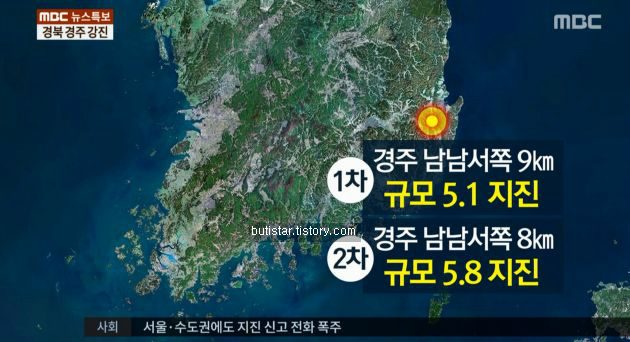 MBC 뉴스특보
경북 경주 강진
MBC
1차
경주 남남서쪽 9㎞
규모 5.1 지진
butistar.tistory.com
2차
경주 남남서쪽 8㎞
규모 5.8 지진
사회 서울·수도권에도 지진 신고 전화 폭주